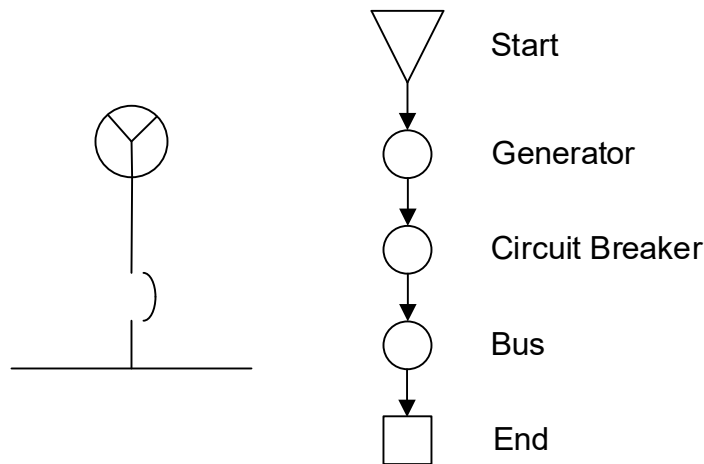 Start
Generator
Circuit Breaker
Bus
End